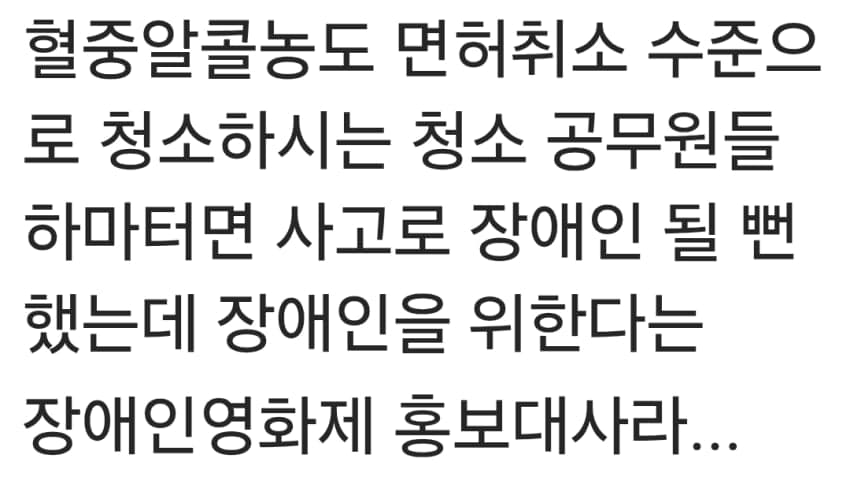 혈중알콜농도 면허취소 수준으
로 청소하시는 청소 공무원들
하마터면 사고로 장애인 될 뻔
했는데 장애인을 위한다는
장애인영화제 홍보대사라...